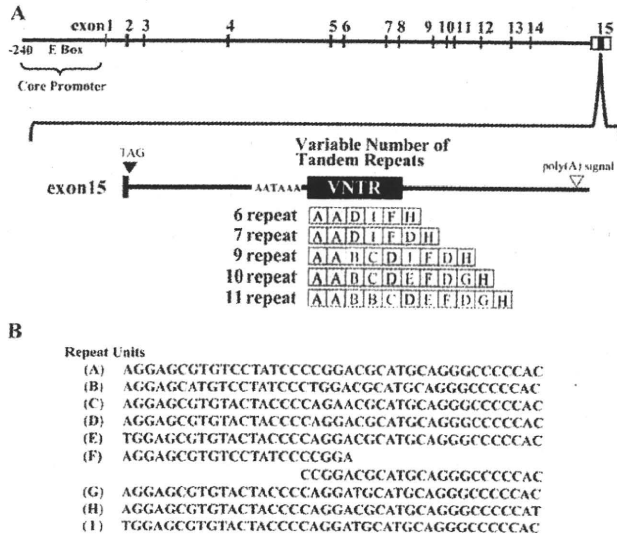 A
exon 1 2 3 4 5 6 7 8 9 10 11 12 13 14 15
-240 E Box
Core Promoter
Variable Number of
Tandem Repeats
TAG
poly(A) signal
exon15 AATAAA VNTR
6 repeat A A D I F H
7 repeat A A D I F D H
9 repeat A A B C D I F D H
10 repeat A A B C D E F D G H
11 repeat A A B B C D E F D G H
B
Repeat Units
(A) AGGAGCGTGTCCTATCCCCGGACGCATGCAGGGCCCCCAC
(B) AGGAGCATGTCCTATCCCTGGACGCATGCAGGGCCCCCAC
(C) AGGAGCGTGTACTACCCCAGAACGCATGCAGGGCCCCCAC
(D) AGGAGCGTGTACTACCCCAGGACGCATGCAGGGCCCCCAC
(E) TGGAGCGTGTACTACCCCAGGACGCATGCAGGGCCCCCAC
(F) AGGAGCGTGTCCTATCCCCGGA
CCGGACGCATGCAGGGCCCCCAC
(G) AGGAGCGTGTACTACCCCAGGATGCATGCAGGGCCCCCAC
(H) AGGAGCGTGTACTACCCCAGGACGCATGCAGGGCCCCCAT
(I) TGGAGCGTGTACTACCCCAGGATGCATGCAGGGCCCCCAC